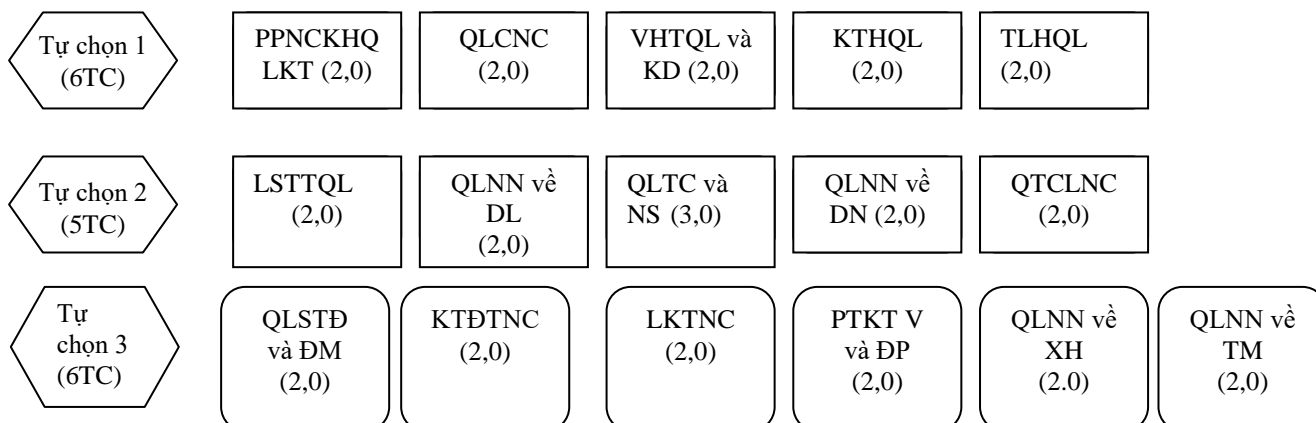 Tự chọn 1
(6TC)
PPNCKHQ
LKT (2,0)
QLCNC
(2,0)
VHTQL và
KD (2,0)
KTHQL
(2,0)
TLHQL
(2,0)
Tự chọn 2
(5TC)
LSTTQL
(2,0)
QLNN về
DL
(2,0)
QLTC và
NS (3,0)
QLNN về
DN (2,0)
QTCLNC
(2,0)
Tự
chọn 3
(6TC)
QLSTĐ
và ĐM
(2,0)
KTĐTNC
(2,0)
LKTNC
(2,0)
PTKT V
và ĐP
(2,0)
QLNN về
XH
(2.0)
QLNN về
TM
(2,0)